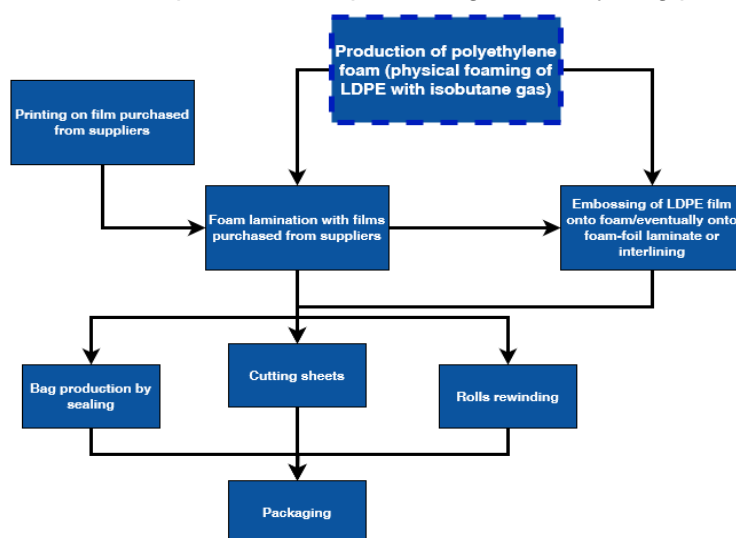 Production of polyethylene
foam (physical foaming of
LDPE with isobutane gas)
Printing on film purchased
from suppliers
Foam lamination with films
purchased from suppliers
Embossing of LDPE film
onto foam/eventually onto
foam-foil laminate or
interlining
Bag production by
sealing
Cutting sheets
Rolls rewinding
Packaging